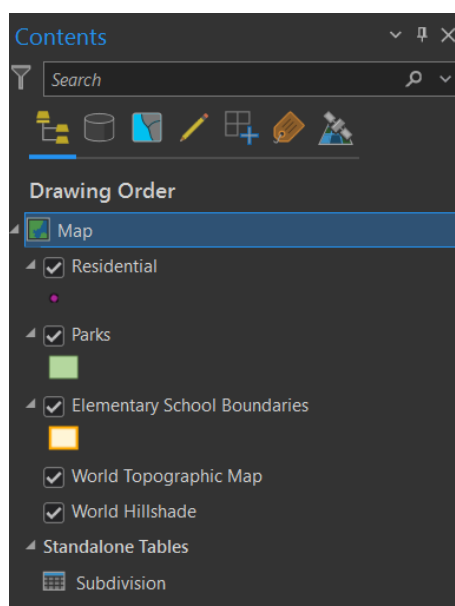 Contents
Search
Drawing Order
Map
Residential
Parks
Elementary School Boundaries
World Topographic Map
World Hillshade
Standalone Tables
Subdivision